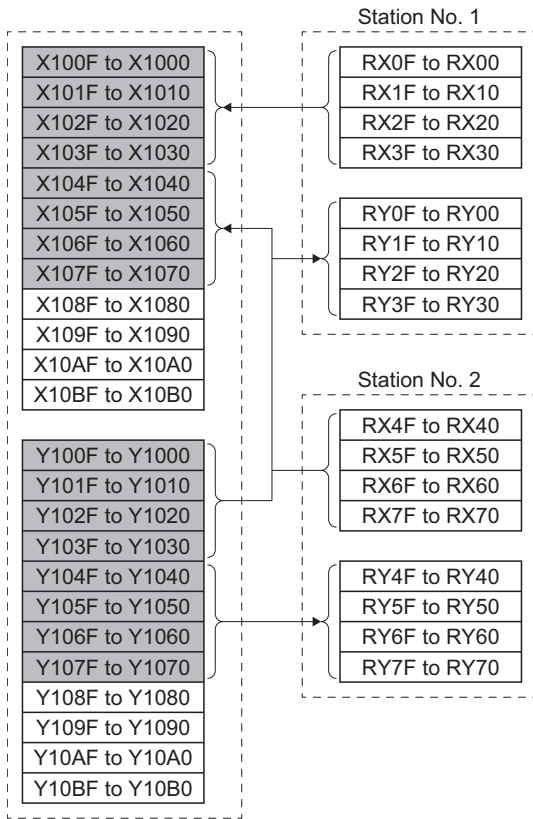 X100F to X1000
X101F to X1010
X102F to X1020
X103F to X1030
X104F to X1040
X105F to X1050
X106F to X1060
X107F to X1070
X108F to X1080
X109F to X1090
X10AF to X10A0
X10BF to X10B0
Y100F to Y1000
Y101F to Y1010
Y102F to Y1020
Y103F to Y1030
Y104F to Y1040
Y105F to Y1050
Y106F to Y1060
Y107F to Y1070
Y108F to Y1080
Y109F to Y1090
Y10AF to Y10A0
Y10BF to Y10B0
Station No. 1
RX0F to RX00
RX1F to RX10
RX2F to RX20
RX3F to RX30
RY0F to RY00
RY1F to RY10
RY2F to RY20
RY3F to RY30
Station No. 2
RX4F to RX40
RX5F to RX50
RX6F to RX60
RX7F to RX70
RY4F to RY40
RY5F to RY50
RY6F to RY60
RY7F to RY70